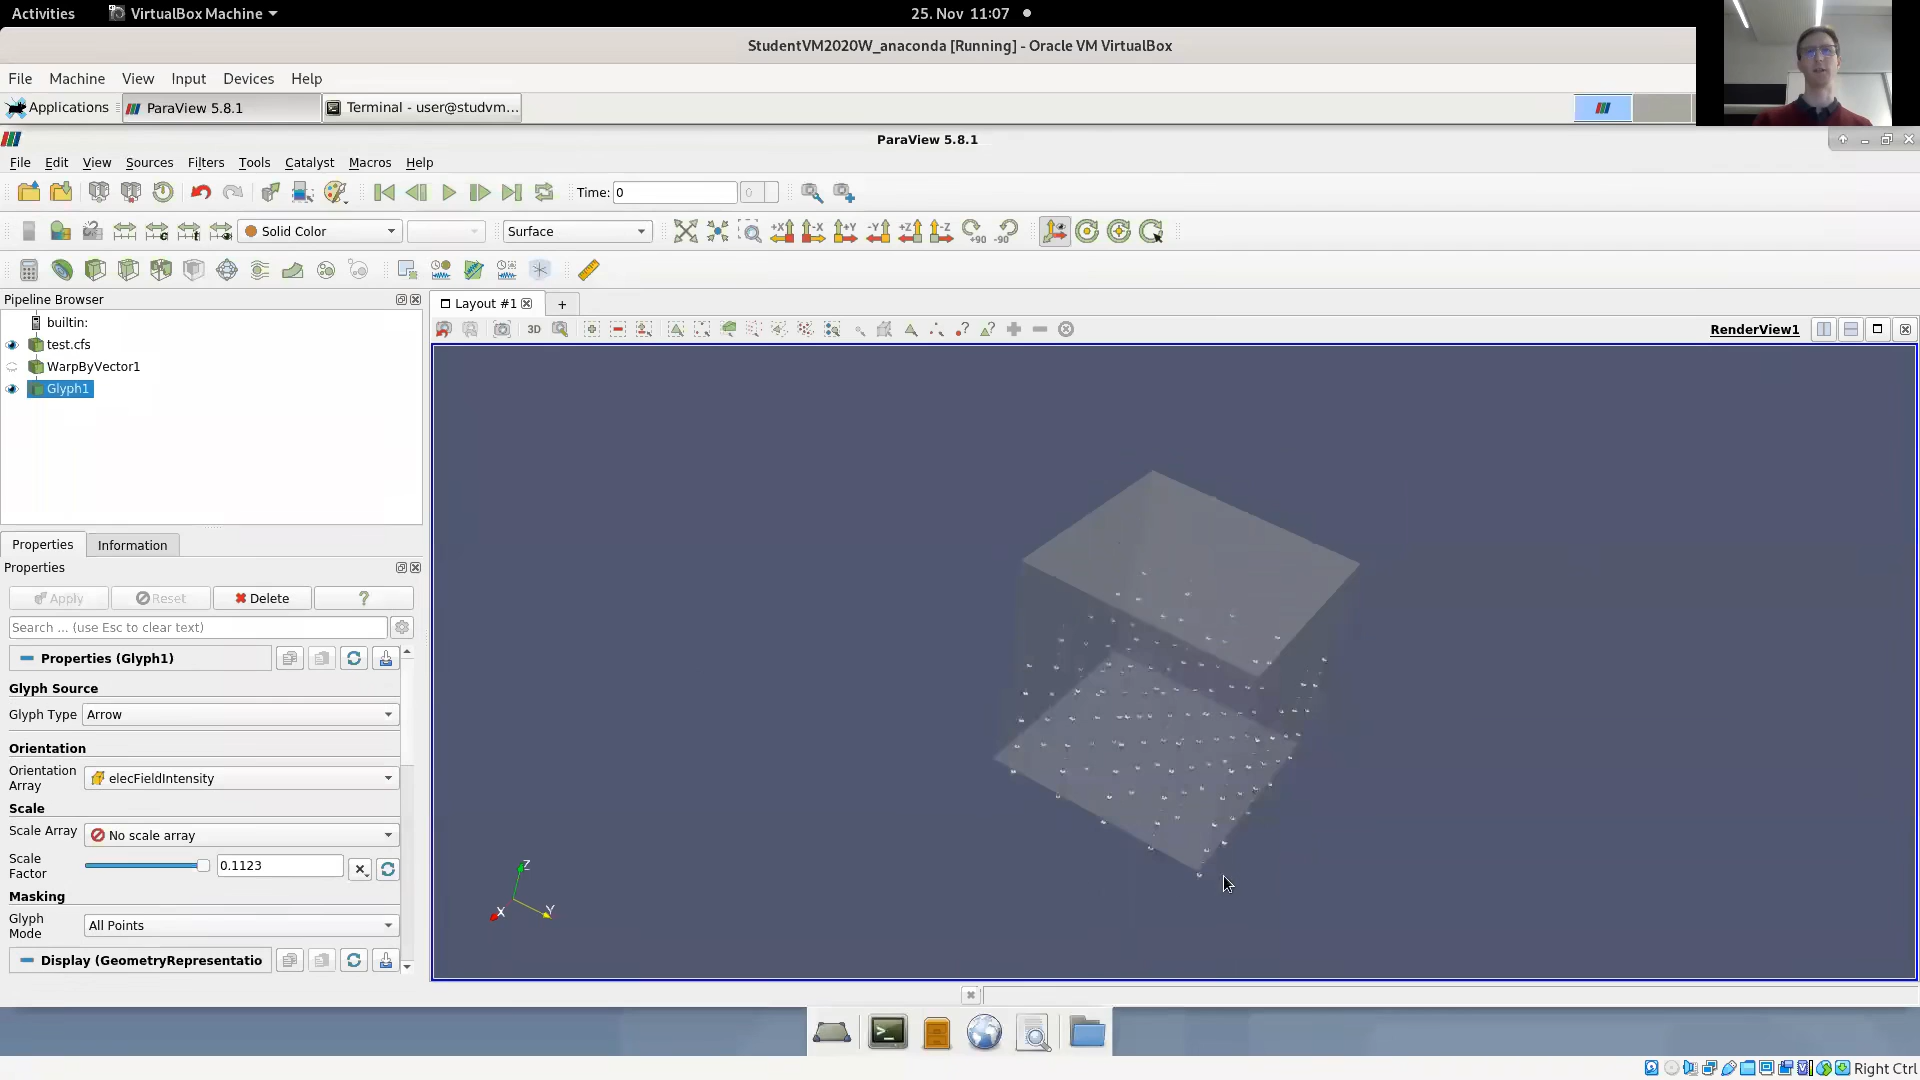 Activities VirtualBox Machine 25. Nov 11:07
StudentVM2020W_anaconda [Running] - Oracle VM VirtualBox
File Machine View Input Devices Help
Applications ParaView 5.8.1 Terminal - user@studvm...
ParaView 5.8.1
File Edit View Sources Filters Tools Catalyst Macros Help
Time: 0 0
Solid Color Surface +X -X +Y -Y +Z -Z +90 -90
Pipeline Browser Layout #1 +
builtin: 3D RenderView1
test.cfs
WarpByVector1
Glyph1
Properties Information
Properties
Apply Reset Delete ?
Search ... (use Esc to clear text)
Properties (Glyph1)
Glyph Source
Glyph Type Arrow
Orientation
Orientation Array elecFieldIntensity
Scale
Scale Array No scale array
Scale Factor 0.1123
Masking
Glyph Mode All Points
Display (GeometryRepresentatio
Z
X Y
Right Ctrl